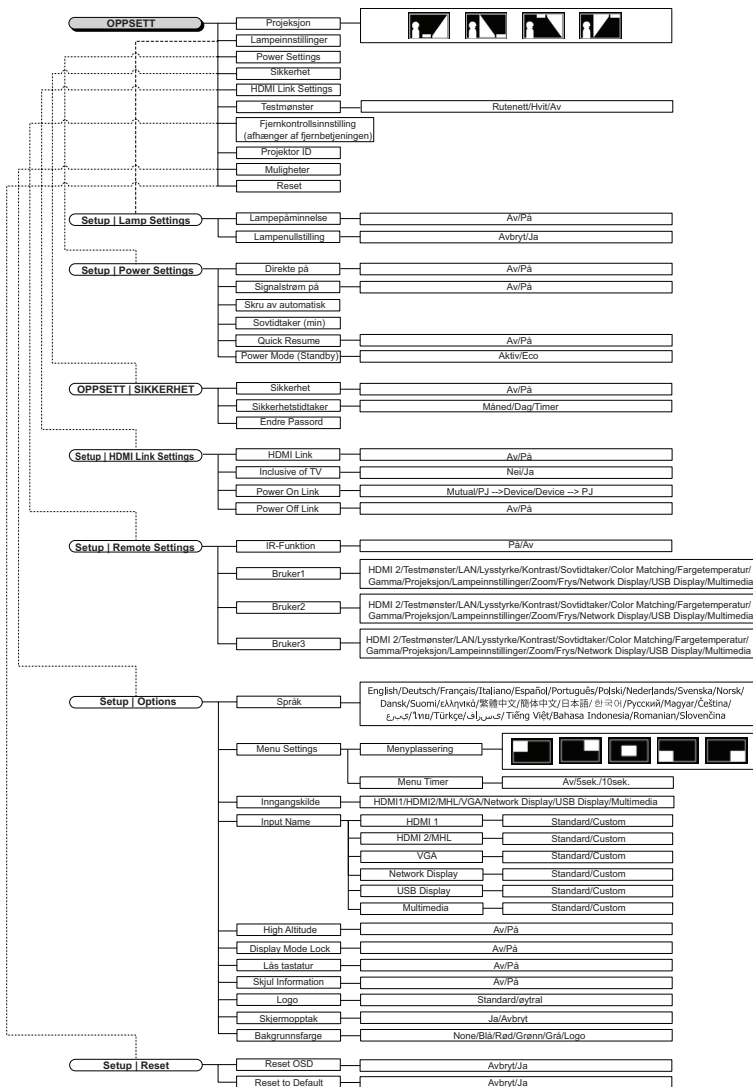 OPPSETT
Projeksjon
Lampeinnstillinger
Power Settings
Sikkerhet
HDMI Link Settings
Testmønster
Rutenett/Hvit/Av
Fjernkontrollsinnstilling
(afhænger af fjernbetjeningen)
Projektor ID
Muligheter
Reset
Setup | Lamp Settings
Lampepåminnelse
Av/På
Lampenullstilling
Avbryt/Ja
Setup | Power Settings
Direkte på
Av/På
Signalstrøm på
Av/På
Skru av automatisk
Sovtidtaker (min)
Quick Resume
Av/På
Power Mode (Standby)
Aktiv/Eco
OPPSETT | SIKKERHET
Sikkerhet
Av/På
Sikkerhetstidtaker
Måned/Dag/Timer
Endre Passord
Setup | HDMI Link Settings
HDMI Link
Av/På
Inclusive of TV
Nei/Ja
Power On Link
Mutual/PJ -->Device/Device --> PJ
Power Off Link
Av/På
Setup | Remote Settings
IR-Funktion
På/Av
Bruker1
HDMI 2/Testmønster/LAN/Lysstyrke/Kontrast/Sovtidtaker/Color Matching/Fargetemperatur/
Gamma/Projeksjon/Lampeinnstillinger/Zoom/Frys/Network Display/USB Display/Multimedia
Bruker2
HDMI 2/Testmønster/LAN/Lysstyrke/Kontrast/Sovtidtaker/Color Matching/Fargetemperatur/
Gamma/Projeksjon/Lampeinnstillinger/Zoom/Frys/Network Display/USB Display/Multimedia
Bruker3
HDMI 2/Testmønster/LAN/Lysstyrke/Kontrast/Sovtidtaker/Color Matching/Fargetemperatur/
Gamma/Projeksjon/Lampeinnstillinger/Zoom/Frys/Network Display/USB Display/Multimedia
Setup | Options
Språk
English/Deutsch/Français/Italiano/Español/Português/Polski/Nederlands/Svenska/Norsk/
Dansk/Suomi/ελληνικά/繁體中文/簡体中文/日本語/한국어/Русский/Magyar/Čeština/
عربي/ไทย/Türkçe/فارسی/Tiếng Việt/Bahasa Indonesia/Romanian/Slovenčina
Menu Settings
Menyplassering
Menu Timer
Av/5sek./10sek.
Inngangskilde
HDMI1/HDMI2/MHL/VGA/Network Display/USB Display/Multimedia
Input Name
HDMI 1
Standard/Custom
HDMI 2/MHL
Standard/Custom
VGA
Standard/Custom
Network Display
Standard/Custom
USB Display
Standard/Custom
Multimedia
Standard/Custom
High Altitude
Av/På
Display Mode Lock
Av/På
Lås tastatur
Av/På
Skjul Information
Av/På
Logo
Standard/øytral
Skjermopptak
Ja/Avbryt
Bakgrunnsfarge
None/Blå/Rød/Grønn/Grå/Logo
Setup | Reset
Reset OSD
Avbryt/Ja
Reset to Default
Avbryt/Ja